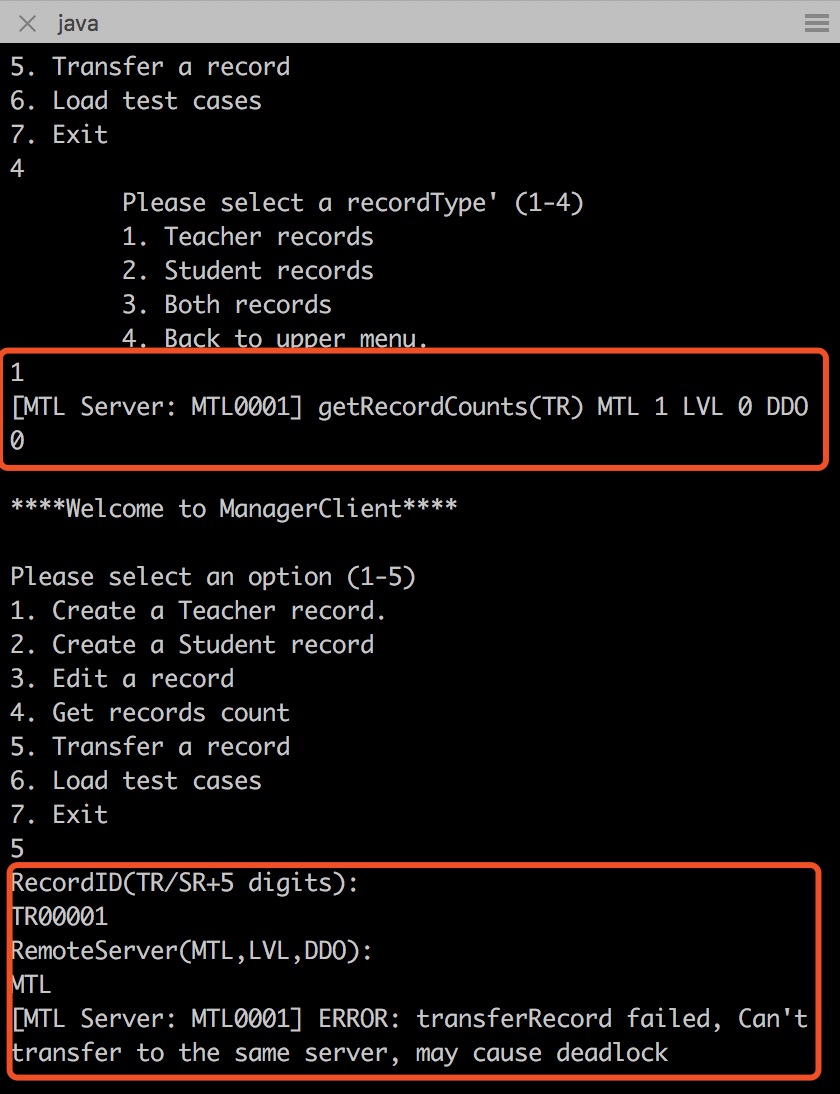 java
5. Transfer a record
6. Load test cases
7. Exit
4
Please select a recordType' (1-4)
1. Teacher records
2. Student records
3. Both records
4. Back to upper menu.
1
[MTL Server: MTL0001] getRecordCounts(TR) MTL 1 LVL 0 DDO
0
****Welcome to ManagerClient****
Please select an option (1-5)
1. Create a Teacher record.
2. Create a Student record
3. Edit a record
4. Get records count
5. Transfer a record
6. Load test cases
7. Exit
5
RecordID(TR/SR+5 digits):
TR00001
RemoteServer(MTL,LVL,DDO):
MTL
[MTL Server: MTL0001] ERROR: transferRecord failed, Can't
transfer to the same server, may cause deadlock